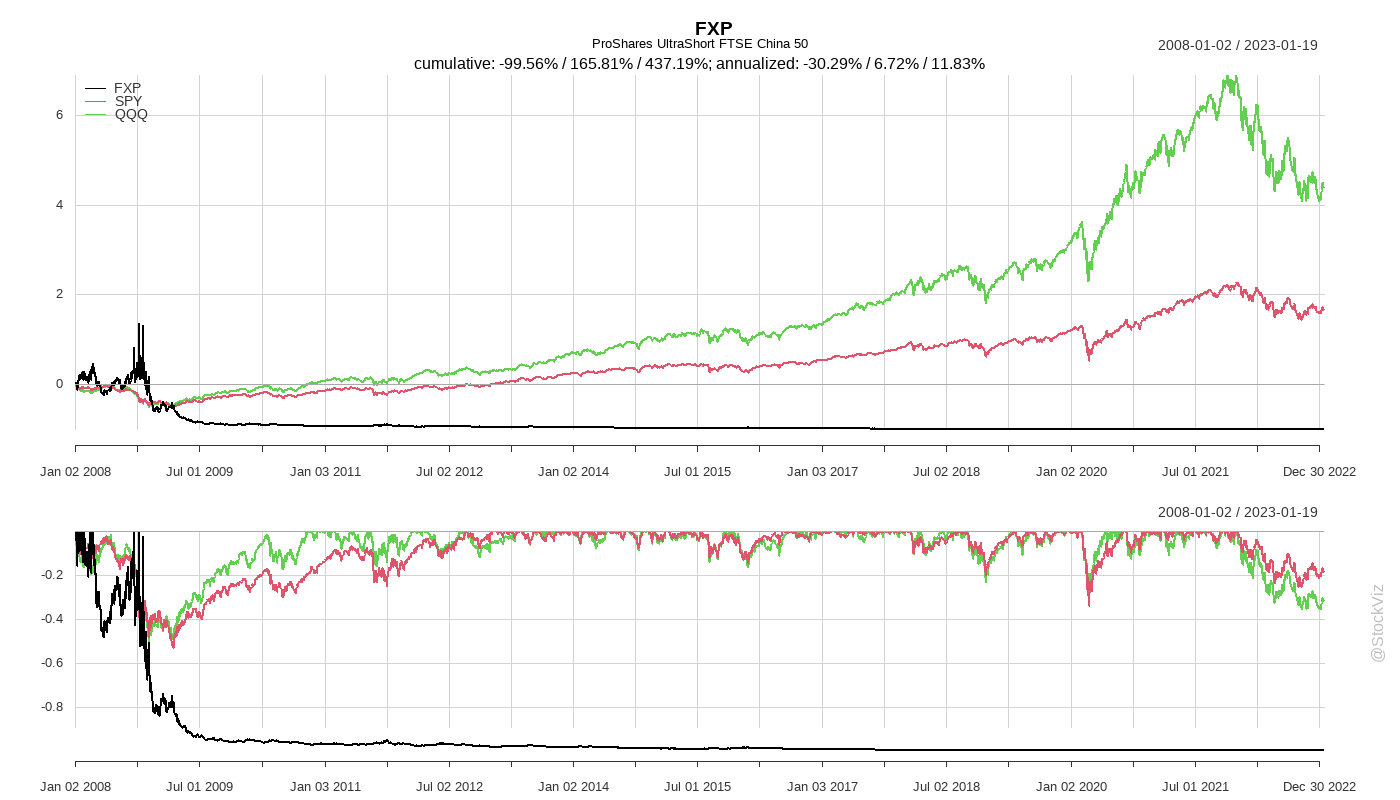 FXP
ProShares UltraShort FTSE China 50
2008-01-02 / 2023-01-19
cumulative: -99.56% / 165.81% / 437.19%; annualized: -30.29% / 6.72% / 11.83%
FXP
SPY
QQQ
6
4
2
0
Jan 02 2008 Jul 01 2009 Jan 03 2011 Jul 02 2012 Jan 02 2014 Jul 01 2015 Jan 03 2017 Jul 02 2018 Jan 02 2020 Jul 01 2021 Dec 30 2022
2008-01-02 / 2023-01-19
-0.2
-0.4
-0.6
-0.8
Jan 02 2008 Jul 01 2009 Jan 03 2011 Jul 02 2012 Jan 02 2014 Jul 01 2015 Jan 03 2017 Jul 02 2018 Jan 02 2020 Jul 01 2021 Dec 30 2022
@StockViz